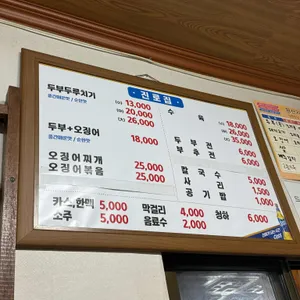 진로집
두부두루치기 (소) 13,000
(중) 20,000
(대) 26,000
두부+오징어 18,000
오징어찌개 25,000
오징어볶음 25,000
수육 (소) 18,000
(중) 26,000
(대) 35,000
두부전 6,000
부추전 6,000
칼국수 5,000
사리 1,500
공기밥 1,000
카스,한맥 5,000 막걸리 4,000 청하 6,000
소주 5,000 음료수 2,000